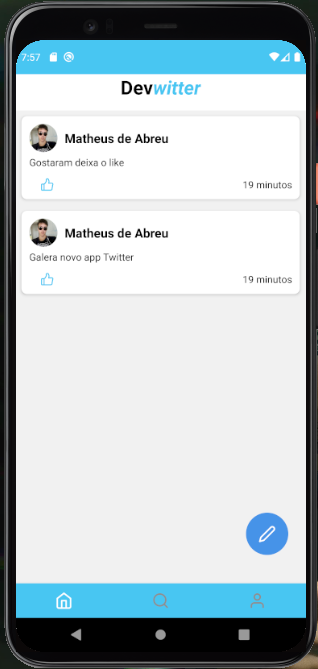 7:57
Devwitter
Matheus de Abreu
Gostaram deixa o like
19 minutos
Matheus de Abreu
Galera novo app Twitter
19 minutos